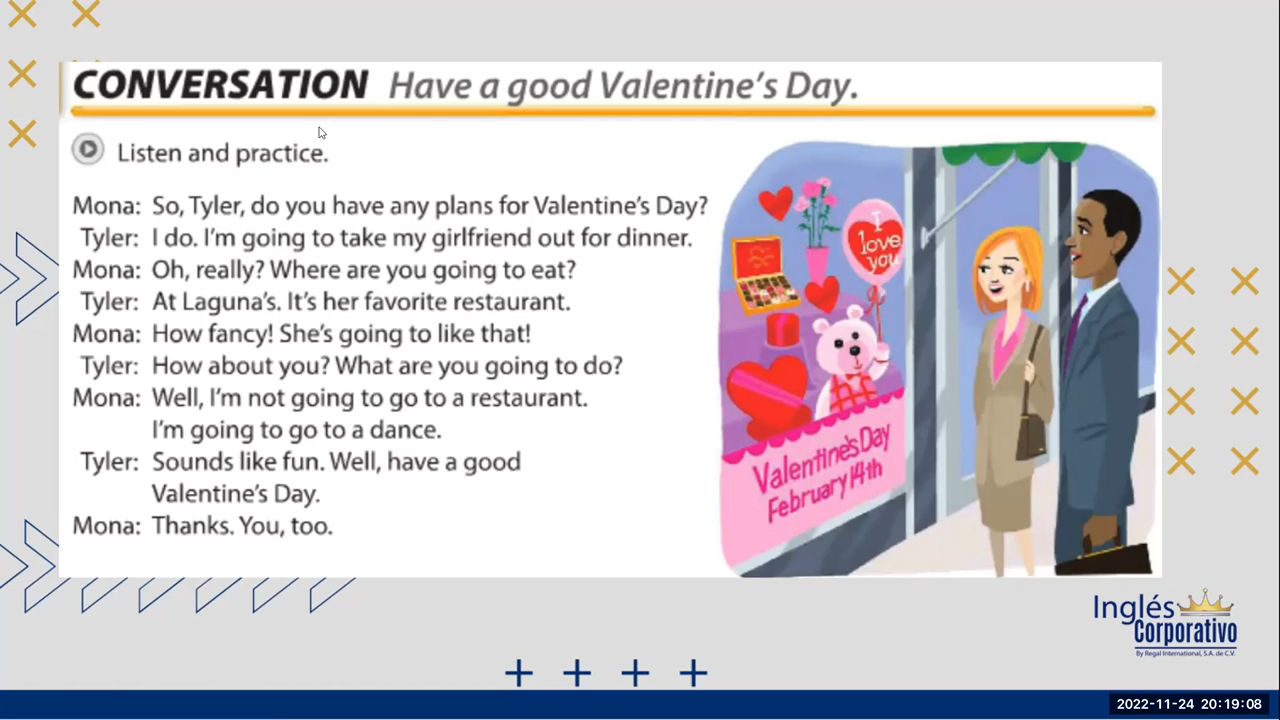 CONVERSATION Have a good Valentine's Day.
Listen and practice.
Mona: So, Tyler, do you have any plans for Valentine's Day?
Tyler: I do. I'm going to take my girlfriend out for dinner.
Mona: Oh, really? Where are you going to eat?
Tyler: At Laguna's. It's her favorite restaurant.
Mona: How fancy! She's going to like that!
Tyler: How about you? What are you going to do?
Mona: Well, I'm not going to go to a restaurant.
I'm going to go to a dance.
Tyler: Sounds like fun. Well, have a good
Valentine's Day.
Mona: Thanks. You, too.
I
love
you
Valentine's Day
February 14th
Inglés
Corporativo
By Regal International, S.A. de C.V.
2022-11-24 20:19:08